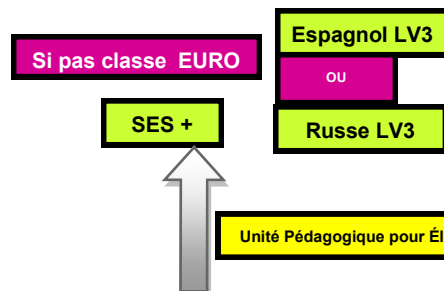 Espagnol LV3
Si pas classe EURO
OU
SES +
Russe LV3
Unité Pédagogique pour